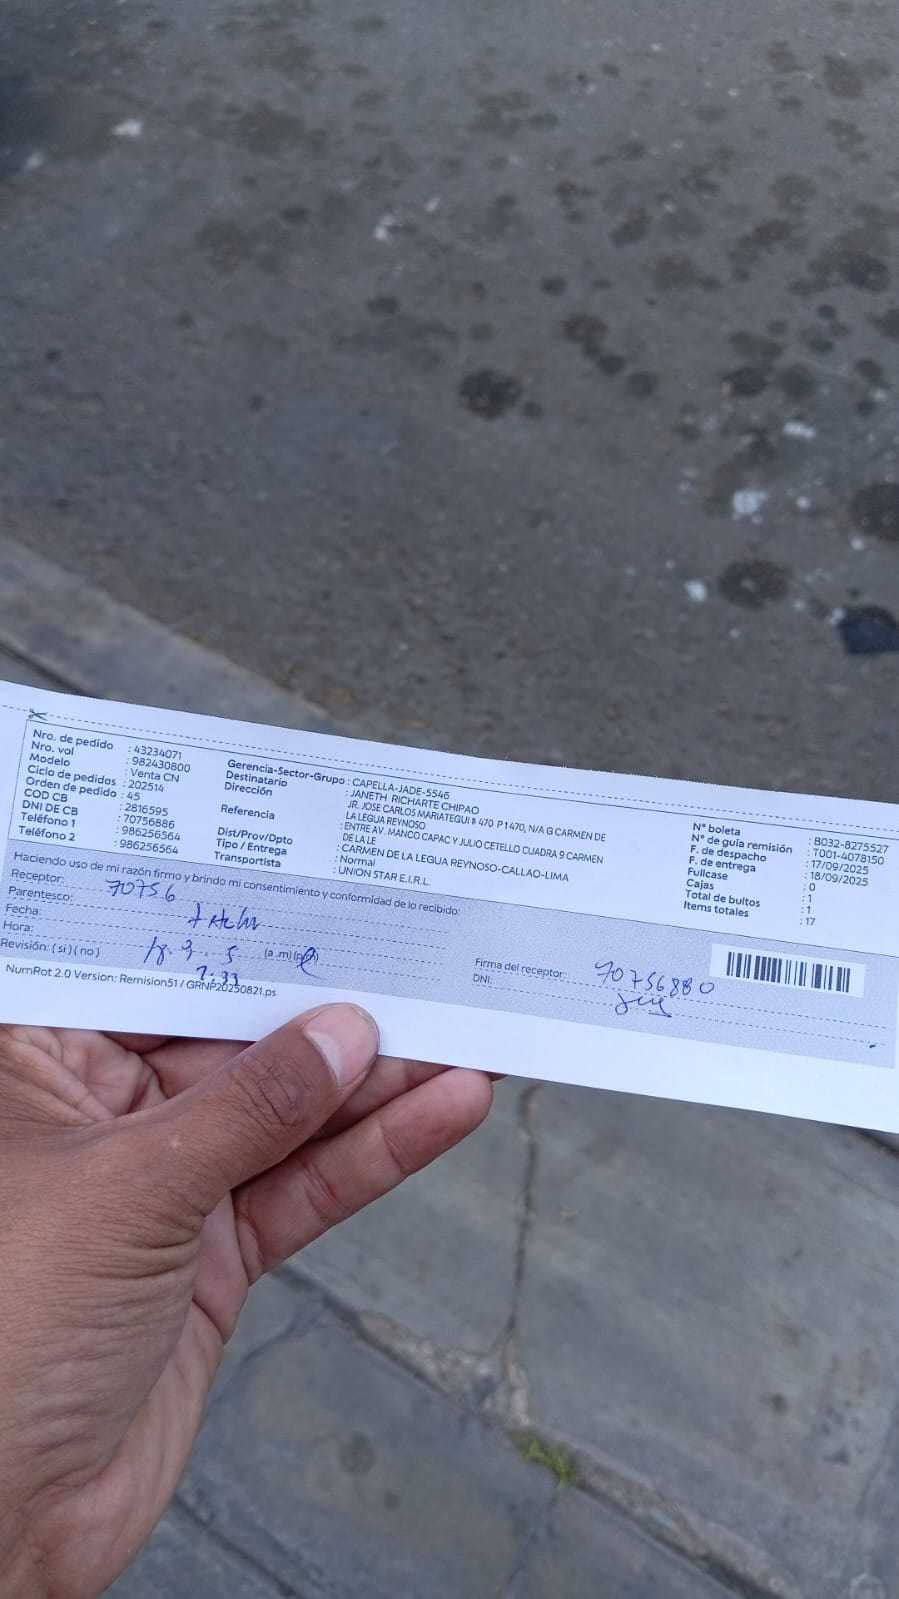 Nro. de pedido : 43234071
Nro. vol : 982430800
Modelo : Venta CN
Ciclo de pedidos : 202514
Orden de pedido : 45
COD CB : 2816595
DNI DE CB : 70756886
Teléfono 1 : 986256564
Teléfono 2 : 986256564
Gerencia-Sector-Grupo : CAPELLA-JADE-5546
Destinatario : JANETH RICHARTE CHIPAO
Dirección : JR. JOSE CARLOS MARIATEGUI # 470 P1 470, N/A G CARMEN DE
LA LEGUA REYNOSO
Referencia : ENTRE AV. MANCO CAPAC Y JULIO CETELLO CUADRA 9 CARMEN
DE LA LE
Dist/Prov/Dpto : CARMEN DE LA LEGUA REYNOSO-CALLAO-LIMA
Tipo / Entrega : Normal
Transportista : UNION STAR E.I.R.L.
N° boleta : B032-8275527
N° de guía remisión : T001-4078150
F. de despacho : 17/09/2025
F. de entrega : 18/09/2025
Fullcase : 0
Cajas : 1
Total de bultos : 1
Items totales : 17
Haciendo uso de mi razón firmo y brindo mi consentimiento y conformidad de lo recibido:
Receptor: 70756
Parentesco:
Fecha:
Hora: (a .m) (p.m)
Revisión: ( si ) ( no )
Firma del receptor: 70756880
DNI:
NumRot 2.0 Version: Remision51 / GRNP20250821.ps